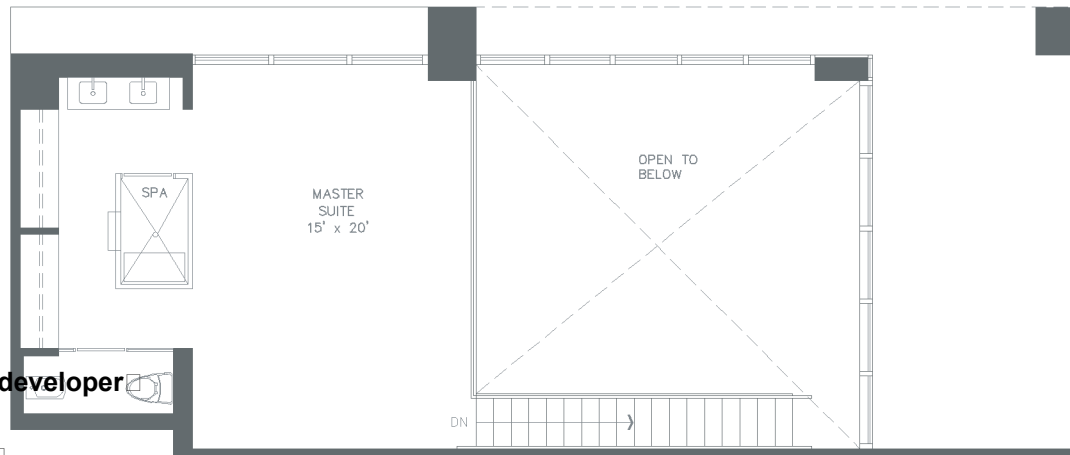 SPA
MASTER
SUITE
15' x 20'
OPEN TO
BELOW
developer
DN